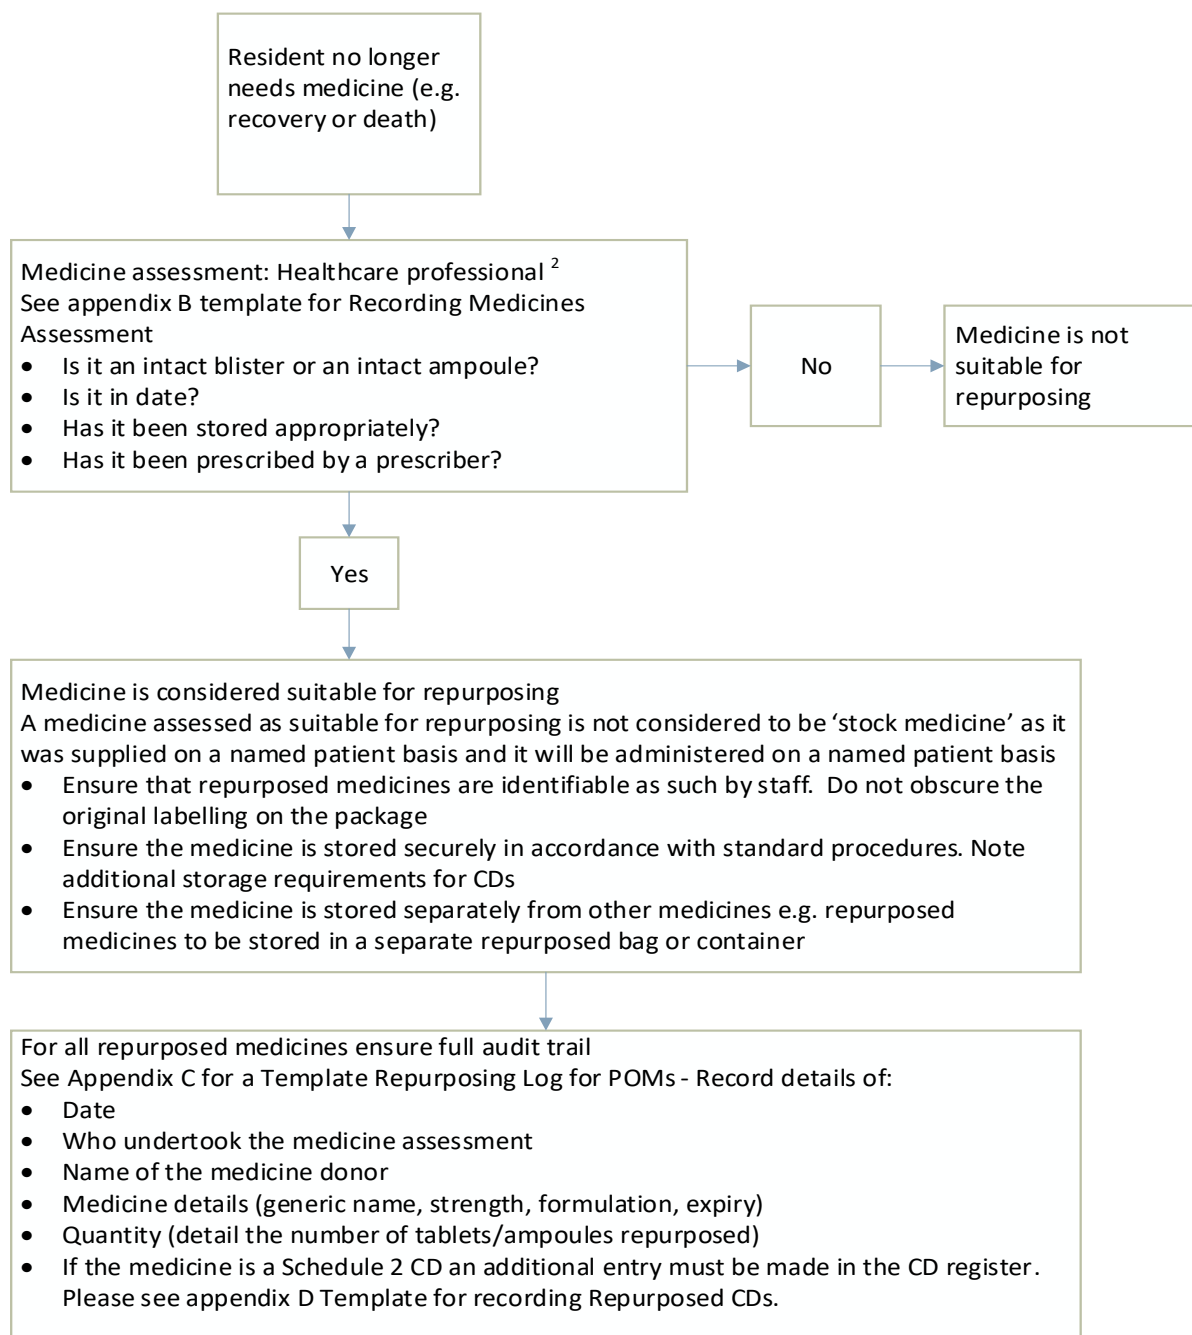 Resident no longer
needs medicine (e.g.
recovery or death)
Medicine assessment: Healthcare professional ²
See appendix B template for Recording Medicines
Assessment
• Is it an intact blister or an intact ampoule?
• Is it in date?
• Has it been stored appropriately?
• Has it been prescribed by a prescriber?
No
Medicine is not
suitable for
repurposing
Yes
Medicine is considered suitable for repurposing
A medicine assessed as suitable for repurposing is not considered to be ‘stock medicine’ as it
was supplied on a named patient basis and it will be administered on a named patient basis
• Ensure that repurposed medicines are identifiable as such by staff.  Do not obscure the
original labelling on the package
• Ensure the medicine is stored securely in accordance with standard procedures. Note
additional storage requirements for CDs
• Ensure the medicine is stored separately from other medicines e.g. repurposed
medicines to be stored in a separate repurposed bag or container
For all repurposed medicines ensure full audit trail
See Appendix C for a Template Repurposing Log for POMs - Record details of:
• Date
• Who undertook the medicine assessment
• Name of the medicine donor
• Medicine details (generic name, strength, formulation, expiry)
• Quantity (detail the number of tablets/ampoules repurposed)
• If the medicine is a Schedule 2 CD an additional entry must be made in the CD register.
Please see appendix D Template for recording Repurposed CDs.